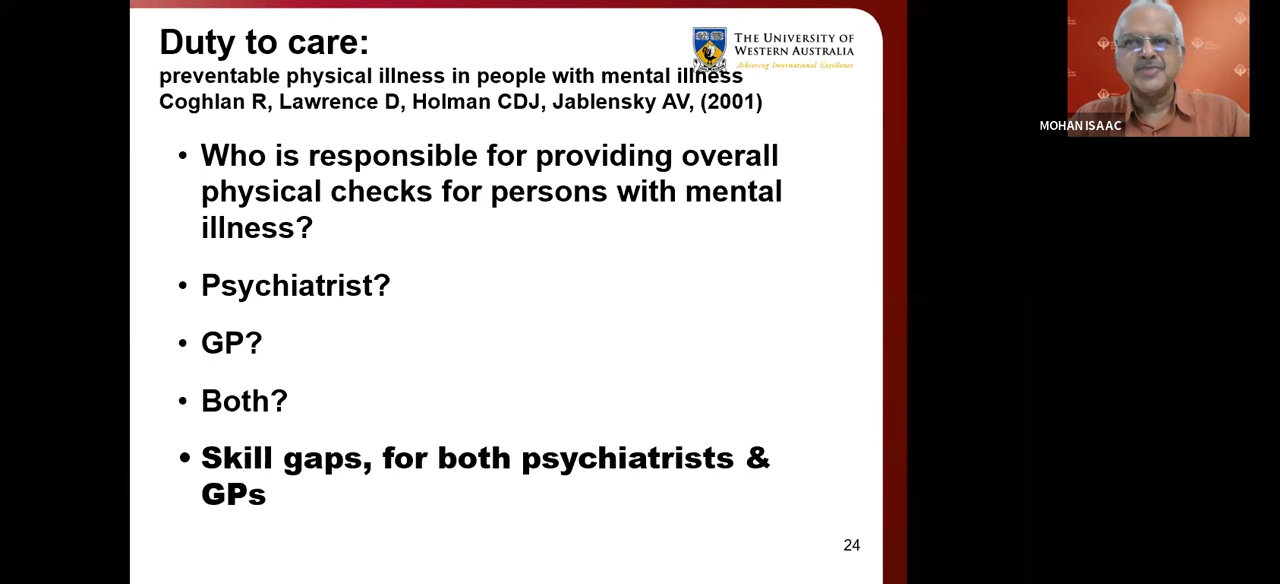 Duty to care:
preventable physical illness in people with mental illness
Coghlan R, Lawrence D, Holman CDJ, Jablensky AV, (2001)
THE UNIVERSITY OF
WESTERN AUSTRALIA
Achieving International Excellence
• Who is responsible for providing overall
physical checks for persons with mental
illness?
• Psychiatrist?
• GP?
• Both?
• Skill gaps, for both psychiatrists &
GPs
24
MOHAN ISAAC